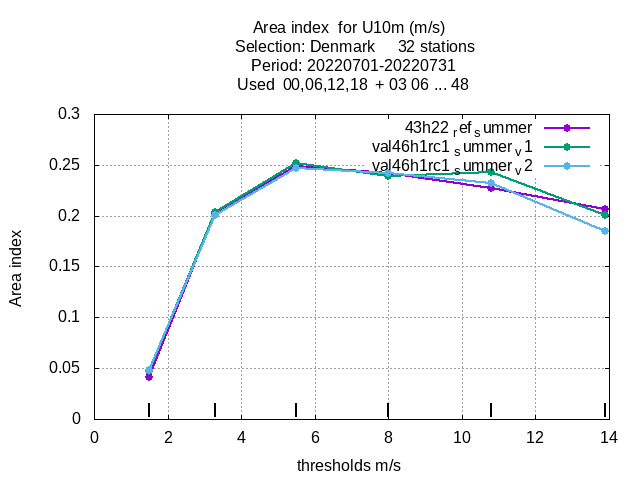 Area index  for U10m (m/s)
Selection: Denmark     32 stations
Period: 20220701-20220731
Used  00,06,12,18  + 03 06 ... 48
0.3
43h22_ref_summer
val46h1rc1_summer_v1
0.25
val46h1rc1_summer_v2
0.2
0.15
0.1
0.05
0
Area index
0 2 4 6 8 10 12 14
thresholds m/s